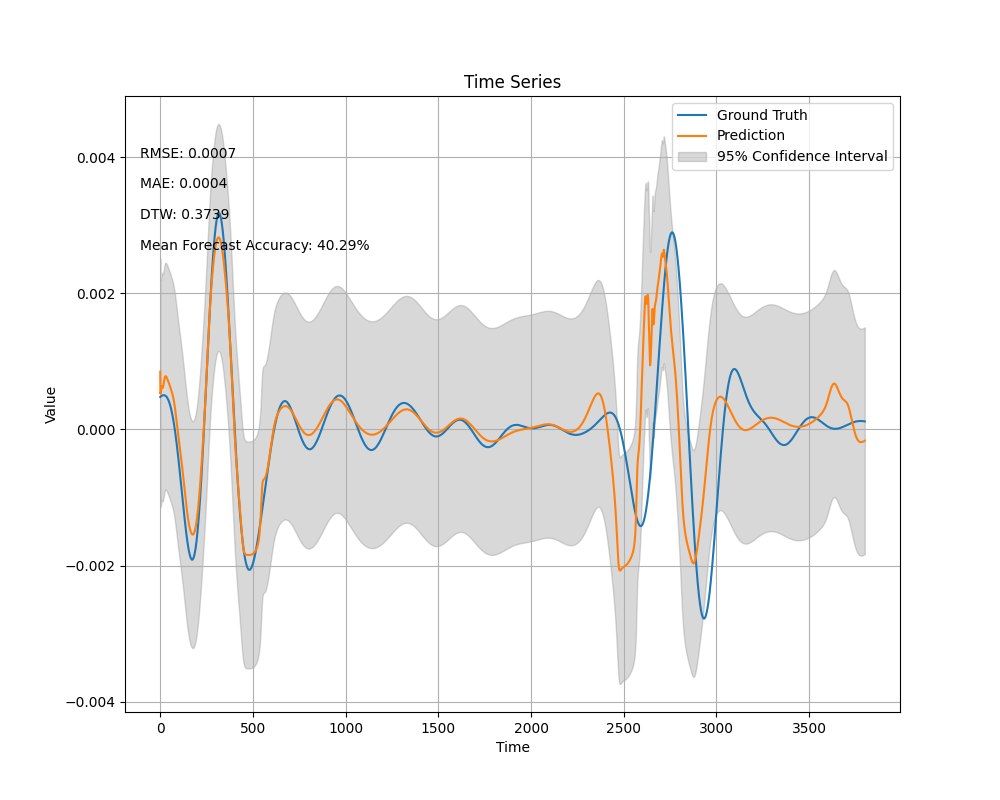 Time Series
Ground Truth
Prediction
95% Confidence Interval
RMSE: 0.0007
MAE: 0.0004
DTW: 0.3739
Mean Forecast Accuracy: 40.29%
0.004
0.002
0.000
−0.002
−0.004
Value
0 500 1000 1500 2000 2500 3000 3500
Time